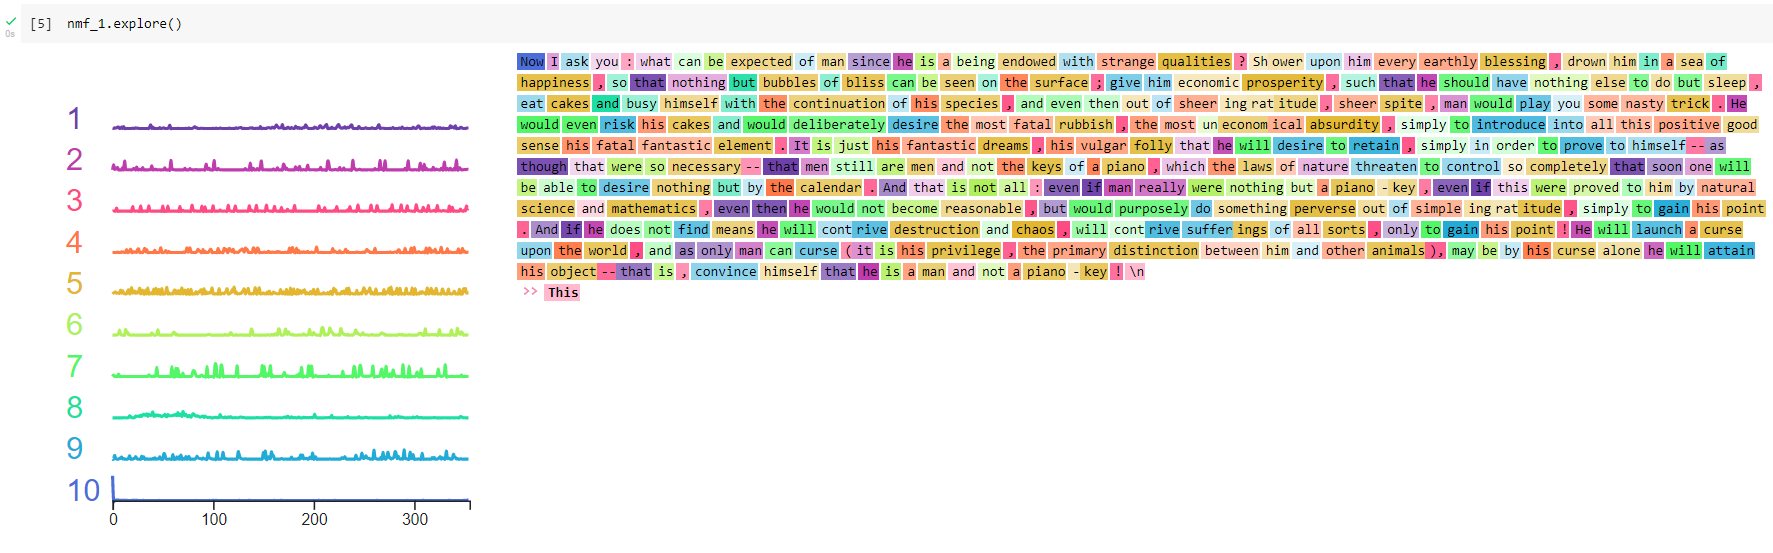 [5] nmf_1.explore()
0s
1
2
3
4
5
6
7
8
9
10
0 100 200 300
Now I ask you : what can be expected of man since he is a being endowed with strange qualities ? Sh ower upon him every earthly blessing , drown him in a sea of
happiness , so that nothing but bubbles of bliss can be seen on the surface ; give him economic prosperity , such that he should have nothing else to do but sleep ,
eat cakes and busy himself with the continuation of his species , and even then out of sheer ing rat itude , sheer spite , man would play you some nasty trick . He
would even risk his cakes and would deliberately desire the most fatal rubbish , the most un econom ical absurdity , simply to introduce into all this positive good
sense his fatal fantastic element . It is just his fantastic dreams , his vulgar folly that he will desire to retain , simply in order to prove to himself -- as
though that were so necessary -- that men still are men and not the keys of a piano , which the laws of nature threaten to control so completely that soon one will
be able to desire nothing but by the calendar . And that is not all : even if man really were nothing but a piano - key , even if this were proved to him by natural
science and mathematics , even then he would not become reasonable , but would purposely do something perverse out of simple ing rat itude , simply to gain his point
. And if he does not find means he will cont rive destruction and chaos , will cont rive suffer ings of all sorts , only to gain his point ! He will launch a curse
upon the world , and as only man can curse ( it is his privilege , the primary distinction between him and other animals ), may be by his curse alone he will attain
his object -- that is , convince himself that he is a man and not a piano - key ! \n
>> This